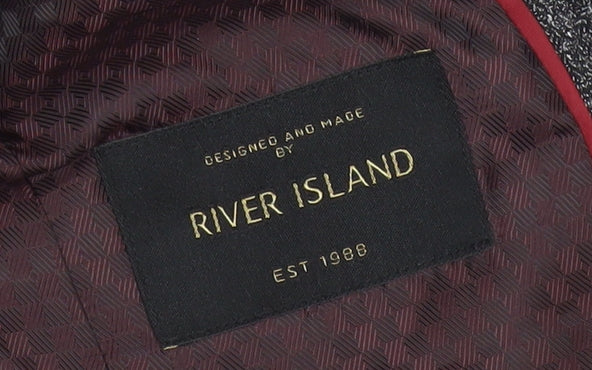 DESIGNED AND MADE
BY
RIVER ISLAND
EST 1988